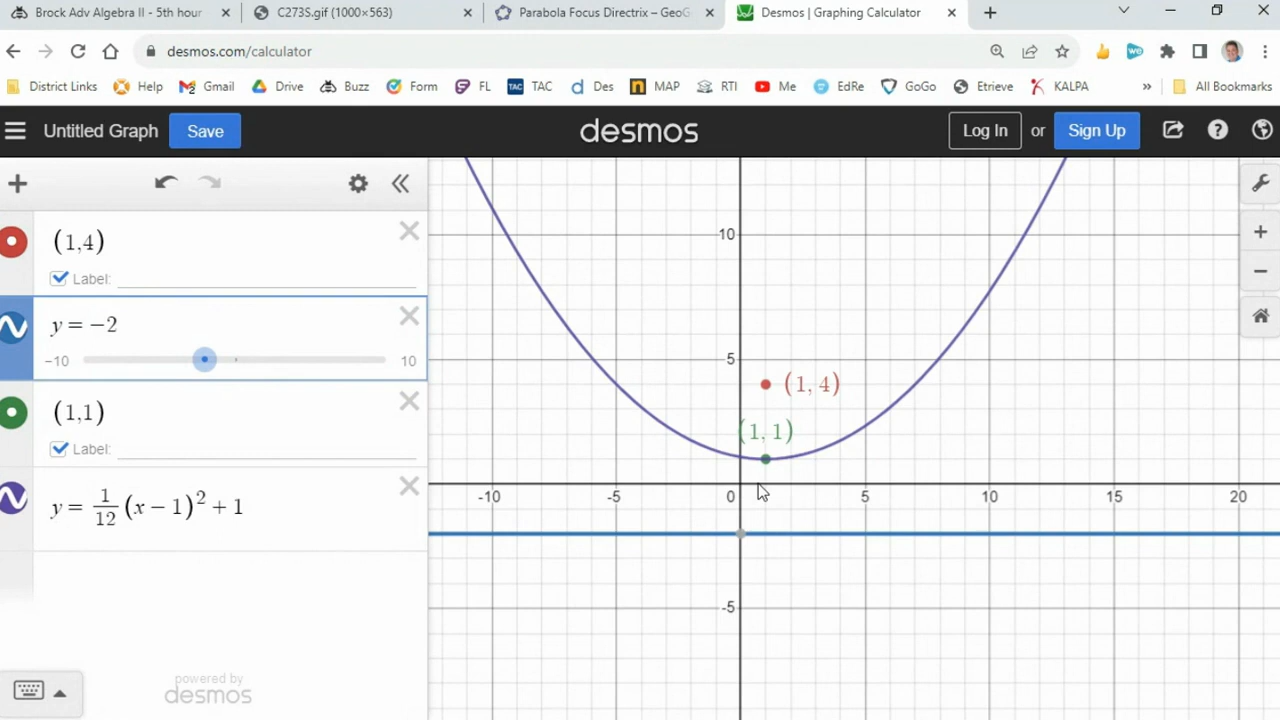 Brock Adv Algebra II - 5th hour
C273S.gif (1000×563)
Parabola Focus Directrix – GeoG
Desmos | Graphing Calculator
desmos.com/calculator
District Links Help Gmail Drive Buzz Form FL TAC TAC Des MAP RTI Me EdRe GoGo Etrieve KALPA » All Bookmarks
Untitled Graph Save desmos Log In or Sign Up
(1,4)
Label:
y = −2
−10 10
(1,1)
Label:
y = 1/12 (x − 1)² + 1
powered by
desmos
10
5
(1, 4)
(1, 1)
-10 -5 0 5 10 15 20
-5